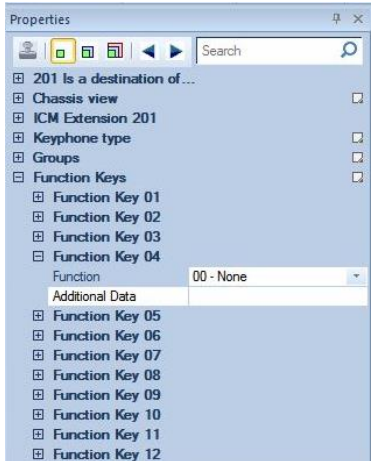 Properties
Search
201 Is a destination of...
Chassis view
ICM Extension 201
Keyphone type
Groups
Function Keys
Function Key 01
Function Key 02
Function Key 03
Function Key 04
Function 00 - None
Additional Data
Function Key 05
Function Key 06
Function Key 07
Function Key 08
Function Key 09
Function Key 10
Function Key 11
Function Key 12